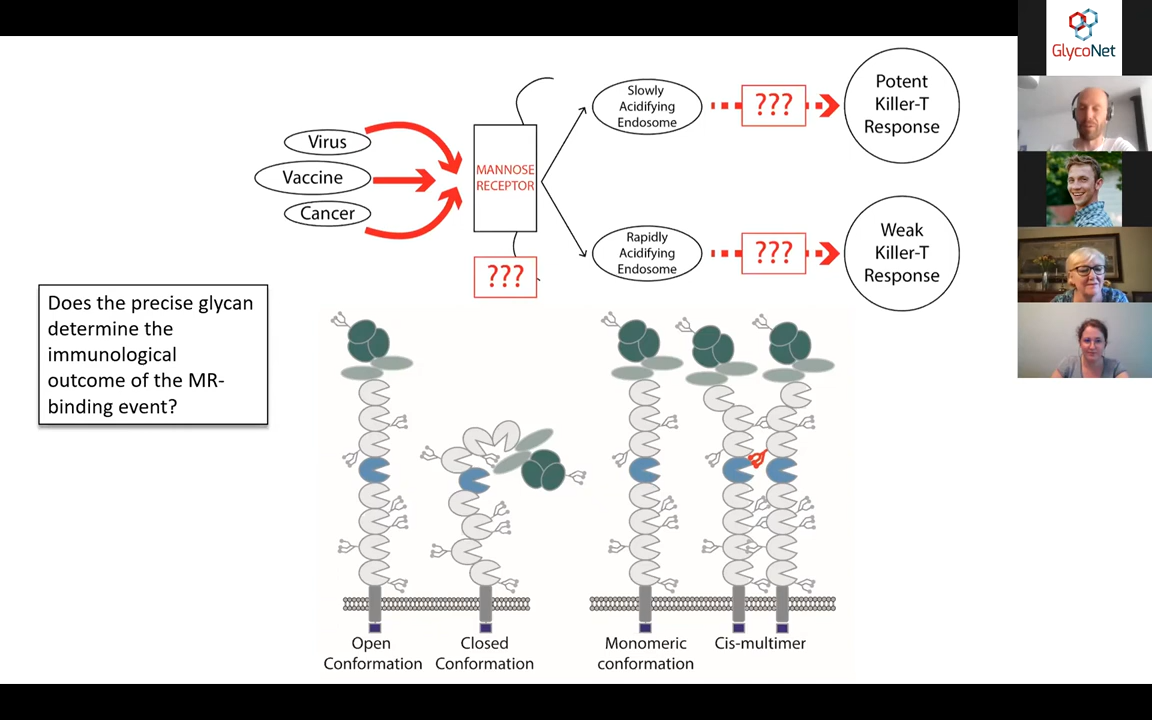 GlycoNet
Virus
Vaccine
Cancer
MANNOSE
RECEPTOR
???
Slowly
Acidifying
Endosome
???
Potent
Killer-T
Response
Rapidly
Acidifying
Endosome
???
Weak
Killer-T
Response
Does the precise glycan
determine the
immunological
outcome of the MR-
binding event?
Open
Conformation
Closed
Conformation
Monomeric
conformation
Cis-multimer